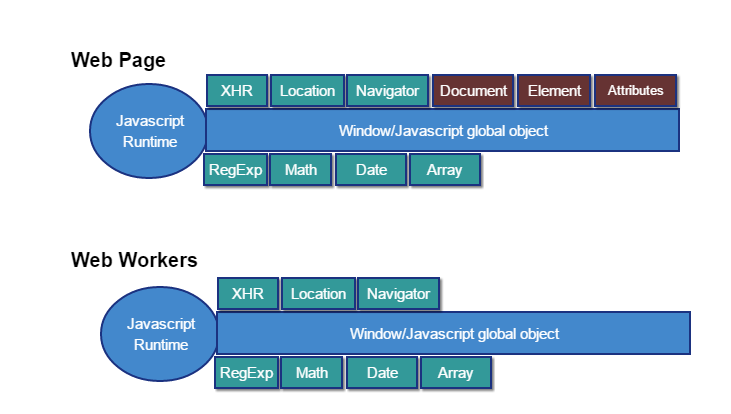 Web Page
XHR Location Navigator Document Element Attributes
Javascript
Runtime
Window/Javascript global object
RegExp Math Date Array
Web Workers
XHR Location Navigator
Javascript
Runtime
Window/Javascript global object
RegExp Math Date Array